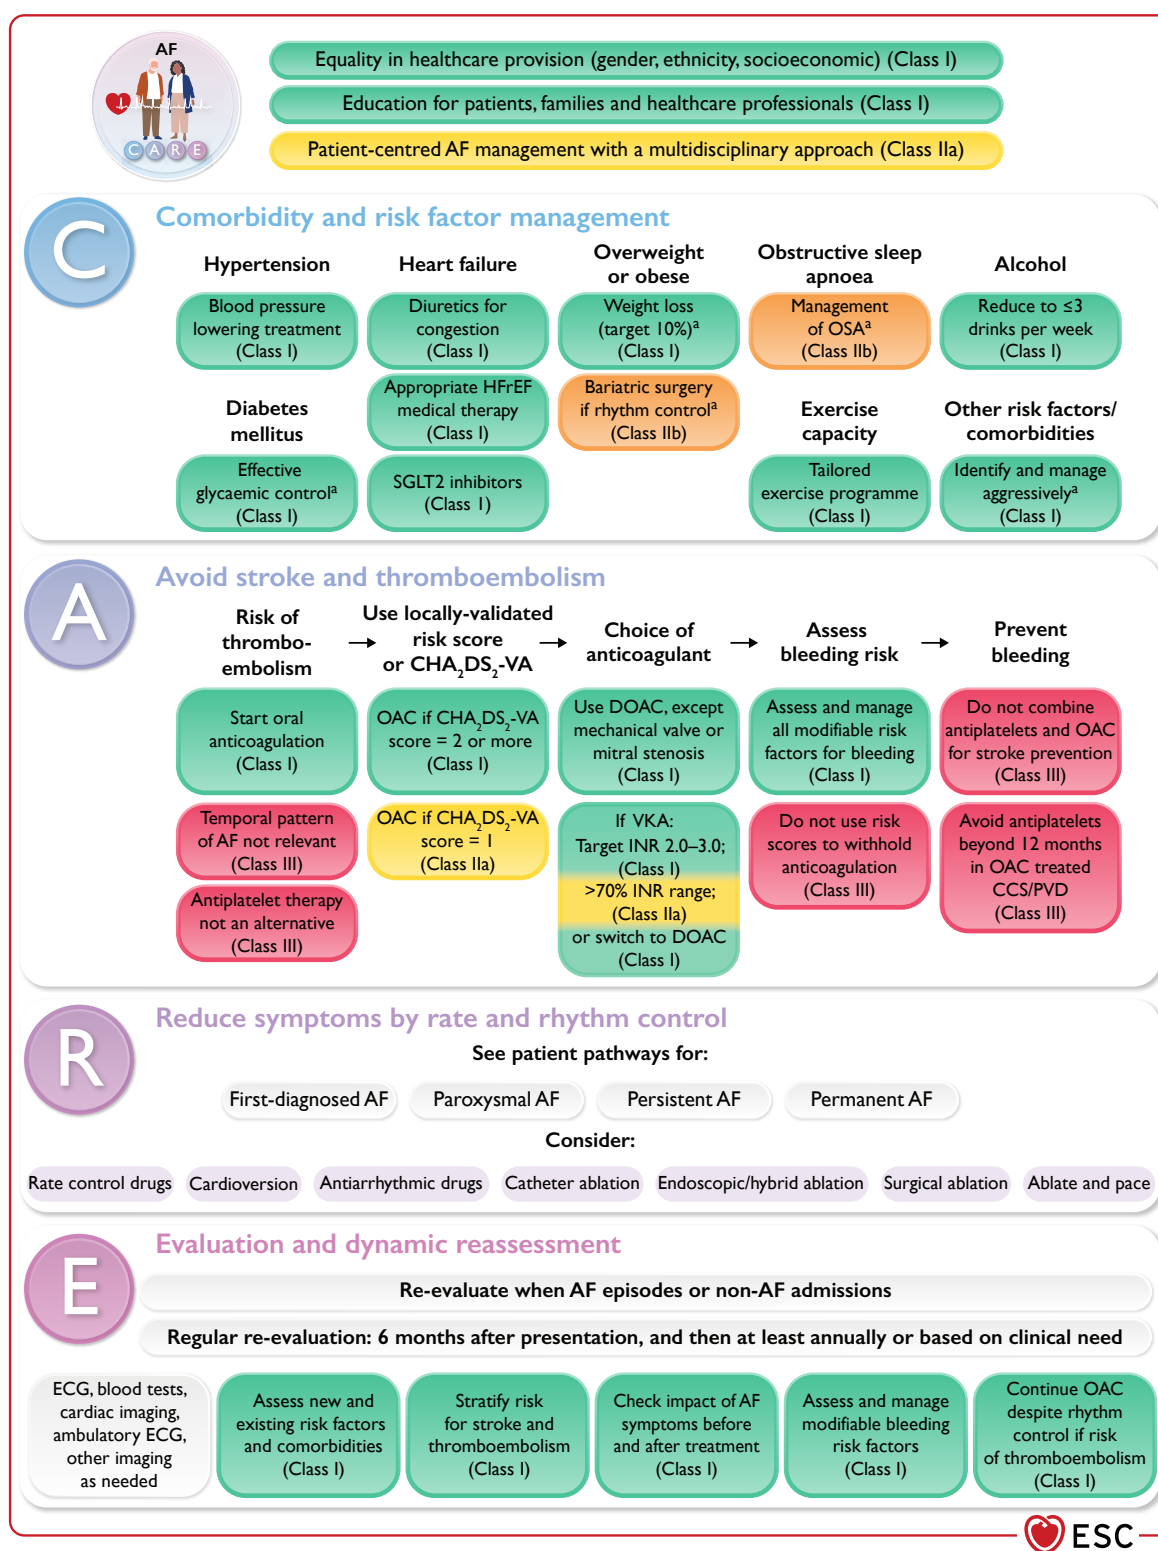 AF
C A R E
Equality in healthcare provision (gender, ethnicity, socioeconomic) (Class I)
Education for patients, families and healthcare professionals (Class I)
Patient-centred AF management with a multidisciplinary approach (Class IIa)
C
Comorbidity and risk factor management
Hypertension
Blood pressure
lowering treatment
(Class I)
Diabetes
mellitus
Effective
glycaemic controlᵃ
(Class I)
Heart failure
Diuretics for
congestion
(Class I)
Appropriate HFrEF
medical therapy
(Class I)
SGLT2 inhibitors
(Class 1)
Overweight
or obese
Weight loss
(target 10%)ᵃ
(Class I)
Bariatric surgery
if rhythm controlᵃ
(Class IIb)
Obstructive sleep
apnoea
Management
of OSAᵃ
(Class IIb)
Exercise
capacity
Tailored
exercise programme
(Class I)
Alcohol
Reduce to ≤3
drinks per week
(Class I)
Other risk factors/
comorbidities
Identify and manage
aggressivelyᵃ
(Class I)
A
Avoid stroke and thromboembolism
Risk of
thrombo-
embolism
Start oral
anticoagulation
(Class I)
Temporal pattern
of AF not relevant
(Class III)
Antiplatelet therapy
not an alternative
(Class III)
Use locally-validated
risk score
or CHA₂DS₂-VA
OAC if CHA₂DS₂-VA
score = 2 or more
(Class I)
OAC if CHA₂DS₂-VA
score = 1
(Class IIa)
Choice of
anticoagulant
Use DOAC, except
mechanical valve or
mitral stenosis
(Class I)
If VKA:
Target INR 2.0–3.0;
(Class I)
>70% INR range;
(Class IIa)
or switch to DOAC
(Class I)
Assess
bleeding risk
Assess and manage
all modifiable risk
factors for bleeding
(Class I)
Do not use risk
scores to withhold
anticoagulation
(Class III)
Prevent
bleeding
Do not combine
antiplatelets and OAC
for stroke prevention
(Class III)
Avoid antiplatelets
beyond 12 months
in OAC treated
CCS/PVD
(Class III)
R
Reduce symptoms by rate and rhythm control
See patient pathways for:
First-diagnosed AF
Paroxysmal AF
Persistent AF
Permanent AF
Consider:
Rate control drugs
Cardioversion
Antiarrhythmic drugs
Catheter ablation
Endoscopic/hybrid ablation
Surgical ablation
Ablate and pace
E
Evaluation and dynamic reassessment
Re-evaluate when AF episodes or non-AF admissions
Regular re-evaluation: 6 months after presentation, and then at least annually or based on clinical need
ECG, blood tests,
cardiac imaging,
ambulatory ECG,
other imaging
as needed
Assess new and
existing risk factors
and comorbidities
(Class I)
Stratify risk
for stroke and
thromboembolism
(Class I)
Check impact of AF
symptoms before
and after treatment
(Class I)
Assess and manage
modifiable bleeding
risk factors
(Class I)
Continue OAC
despite rhythm
control if risk
of thromboembolism
(Class I)
ESC